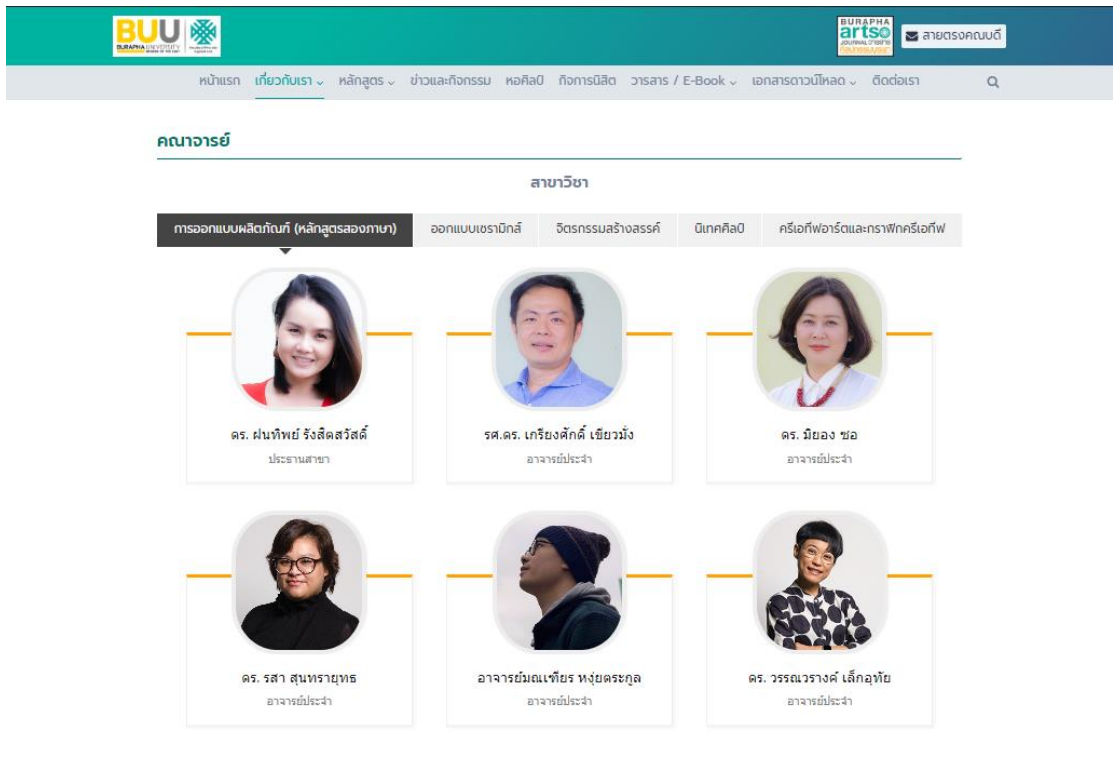 BUU
BURAPHA UNIVERSITY
BURAPHA
artso
สายตรงคณบดี
หน้าแรก เกี่ยวกับเรา หลักสูตร ข่าวและกิจกรรม หอศิลป์ กิจการนิสิต วารสาร / E-Book เอกสารดาวน์โหลด ติดต่อเรา
คณาจารย์
สาขาวิชา
การออกแบบผลิตภัณฑ์ (หลักสูตรสองภาษา) ออกแบบเซรามิกส์ จิตรกรรมสร้างสรรค์ นิเทศศิลป์ ครีเอทีฟอาร์ตและกราฟิกครีเอทีฟ
ดร. ฝนทิพย์ รังสิตสวัสดิ์ รศ.ดร. เกรียงศักดิ์ เขียวมั่ง ดร. มิยอง ซอ
ประธานสาขา อาจารย์ประจำ อาจารย์ประจำ
ดร. รสา สุนทรายุทธ อาจารย์มณเฑียร หงุ่ยตระกูล ดร. วรรณวรางค์ เล็กอุทัย
อาจารย์ประจำ อาจารย์ประจำ อาจารย์ประจำ